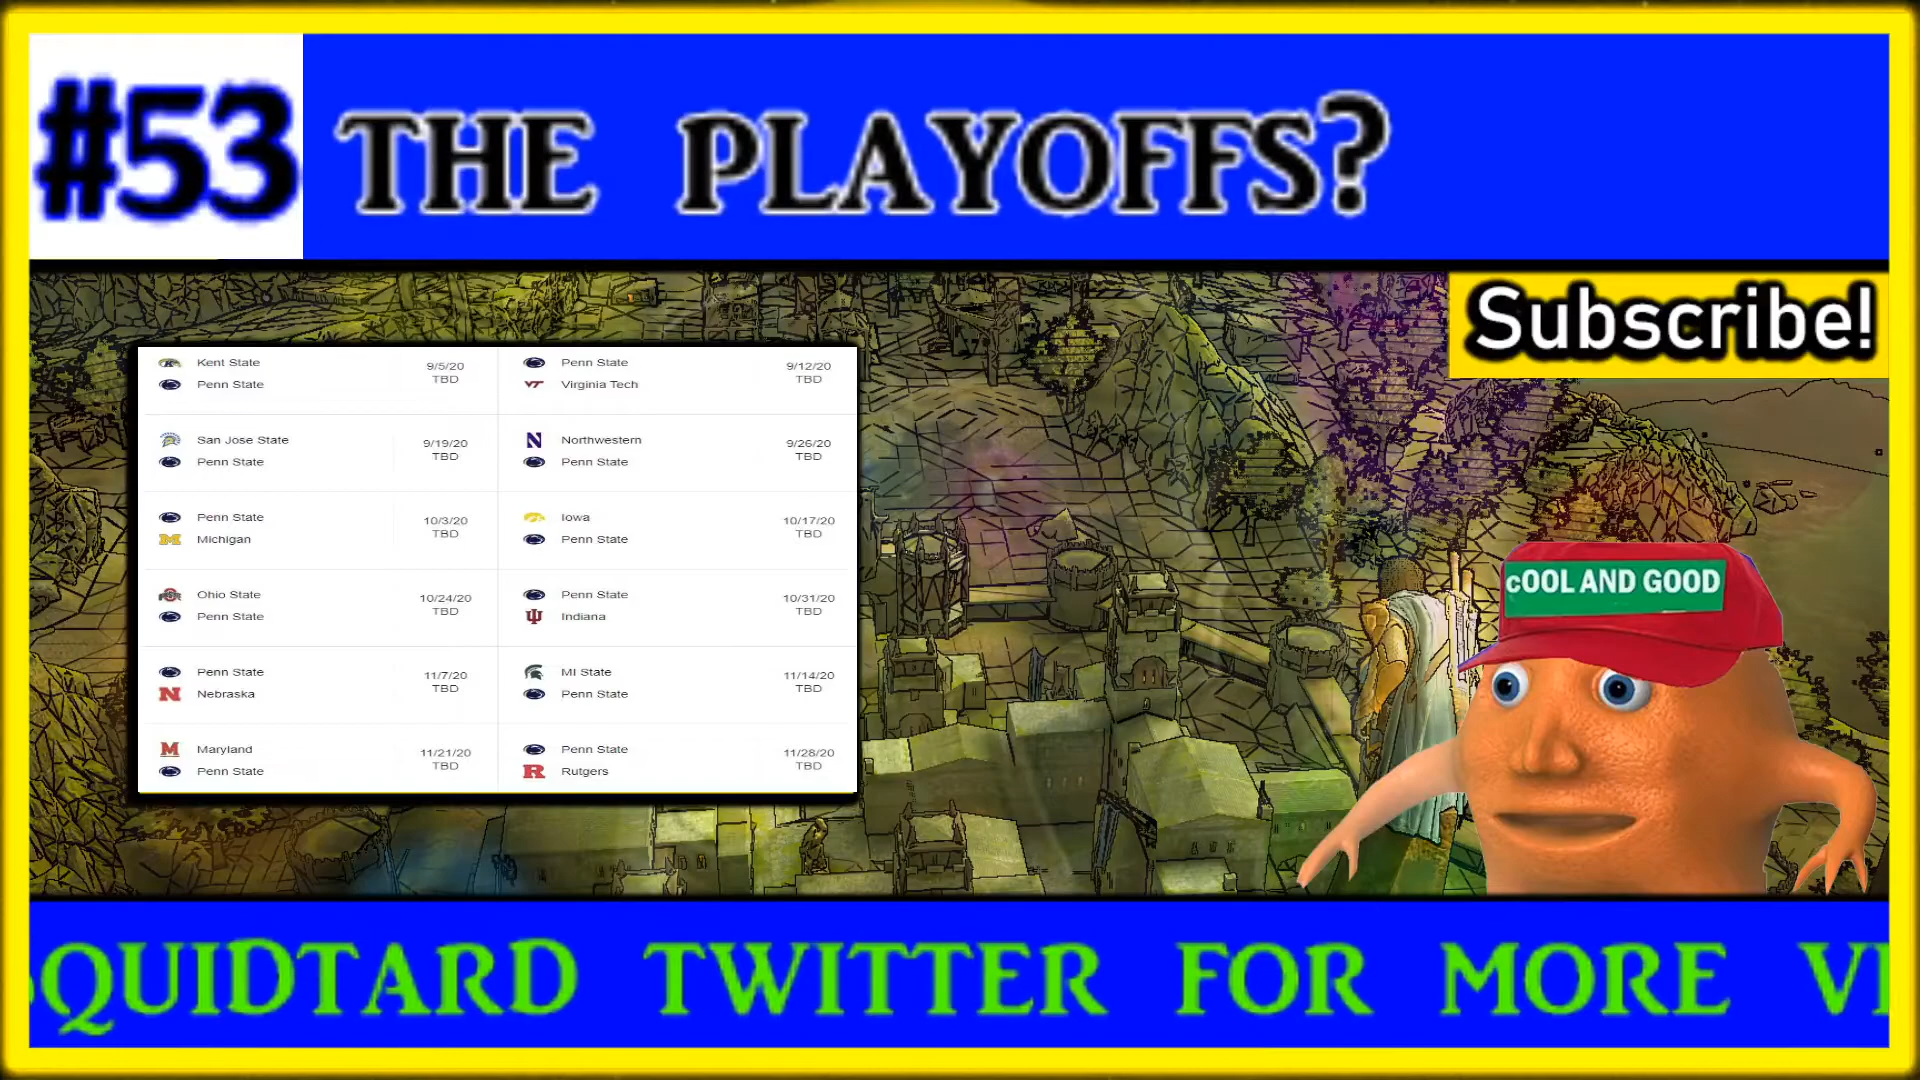 #53
THE PLAYOFFS?
Subscribe!
Kent State
Penn State
9/5/20
TBD
Penn State
Virginia Tech
9/12/20
TBD
San Jose State
Penn State
9/19/20
TBD
Northwestern
Penn State
9/26/20
TBD
Penn State
Michigan
10/3/20
TBD
Iowa
Penn State
10/17/20
TBD
Ohio State
Penn State
10/24/20
TBD
Penn State
Indiana
10/31/20
TBD
Penn State
Nebraska
11/7/20
TBD
MI State
Penn State
11/14/20
TBD
Maryland
Penn State
11/21/20
TBD
Penn State
Rutgers
11/28/20
TBD
cOOL AND GOOD
QUIDTARD TWITTER FOR MORE